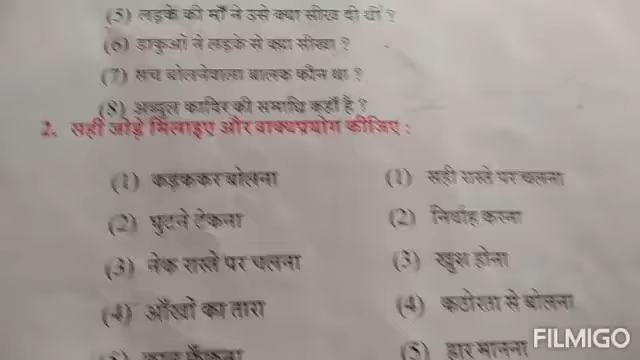 (5) लड़के की माँ ने उसे क्या सीख दी थीं ?
(6) डाकुओं ने लड़के से क्या सीखा ?
(7) सच बोलनेवाला बालक कौन था ?
(8) अब्दुल कादिर की समाधि कहाँ है ?
2. सही जोड़े मिलाइए और वाक्यप्रयोग कीजिए :
(1) कड़ककर बोलना (1) सही रास्ते पर चलना
(2) घुटने टेकना (2) निर्वाह करना
(3) नेक रास्ते पर चलना (3) खुश होना
(4) आँखों का तारा (4) कठोरता से बोलना
(5) (5) हार मानना
FILMIGO